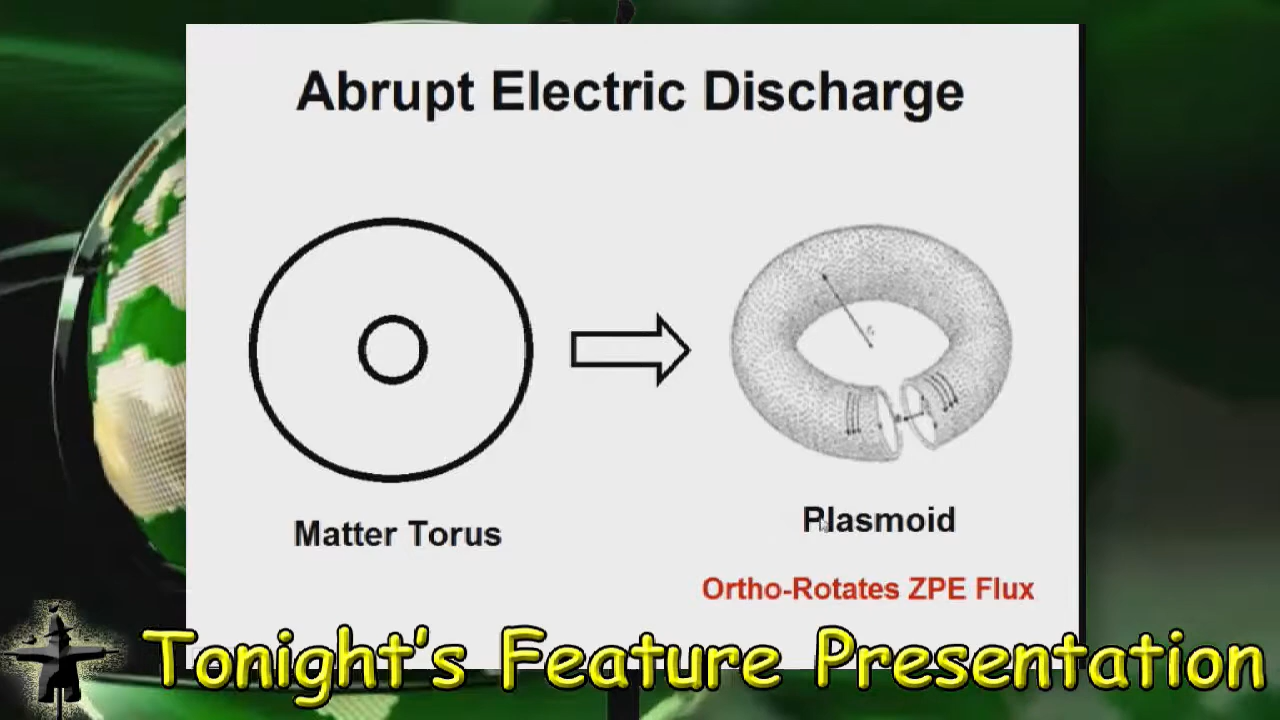 Abrupt Electric Discharge
Matter Torus
Plasmoid
Ortho-Rotates ZPE Flux
Tonight's Feature Presentation